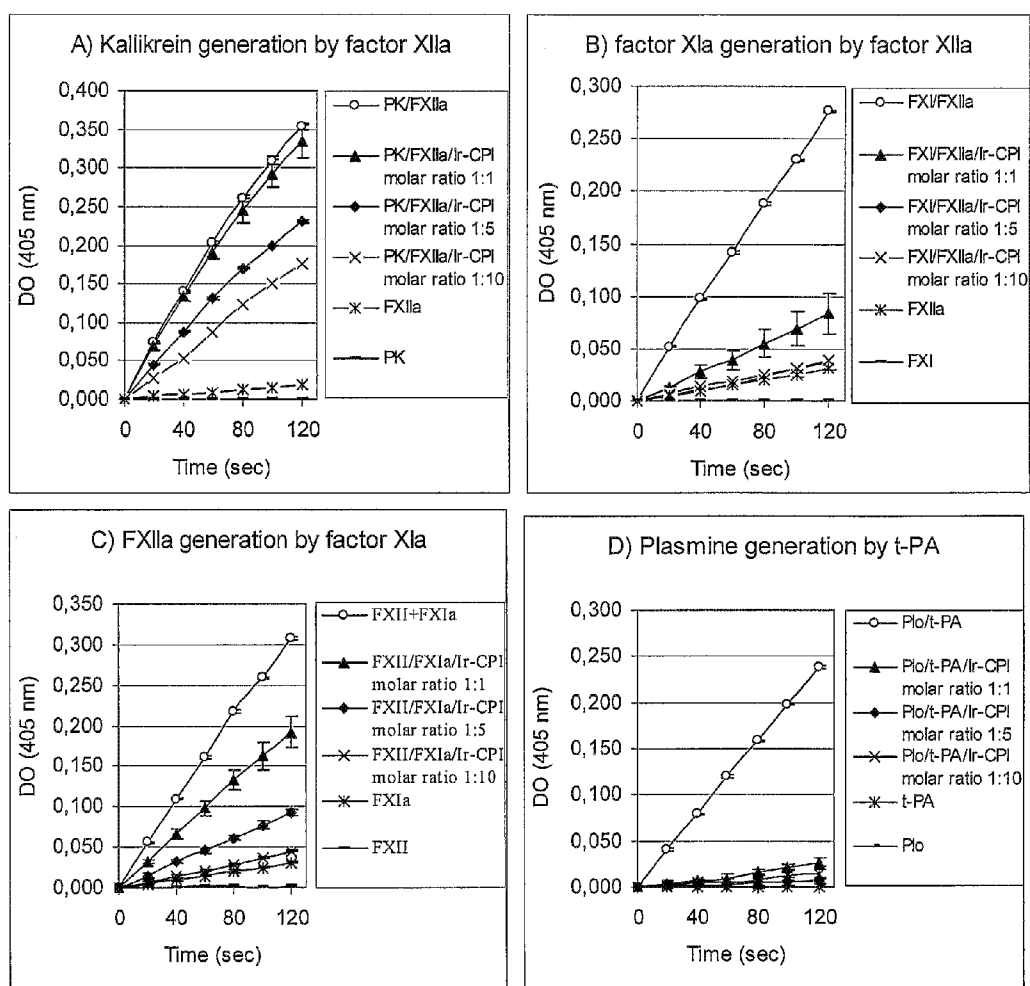 A) Kallikrein generation by factor XIIa
DO (405 nm)
0,400
0,350
0,300
0,250
0,200
0,150
0,100
0,050
0,000
0 40 80 120
Time (sec)
PK/FXIIa
PK/FXIIa/Ir-CPI
molar ratio 1:1
PK/FXIIa/Ir-CPI
molar ratio 1:5
PK/FXIIa/Ir-CPI
molar ratio 1:10
FXIIa
PK
B) factor XIa generation by factor XIIa
DO (405 nm)
0,300
0,250
0,200
0,150
0,100
0,050
0,000
0 40 80 120
Time (sec)
FXI/FXIIa
FXI/FXIIa/Ir-CPI
molar ratio 1:1
FXI/FXIIa/Ir-CPI
molar ratio 1:5
FXI/FXIIa/Ir-CPI
molar ratio 1:10
FXIIa
FXI
C) FXIIa generation by factor XIa
DO (405 nm)
0,350
0,300
0,250
0,200
0,150
0,100
0,050
0,000
0 40 80 120
Time (sec)
FXII+FXIa
FXII/FXIa/Ir-CPI
molar ratio 1:1
FXII/FXIa/Ir-CPI
molar ratio 1:5
FXII/FXIa/Ir-CPI
molar ratio 1:10
FXIa
FXII
D) Plasmine generation by t-PA
DO (405 nm)
0,300
0,250
0,200
0,150
0,100
0,050
0,000
0 40 80 120
Time (sec)
Plo/t-PA
Plo/t-PA/Ir-CPI
molar ratio 1:1
Plo/t-PA/Ir-CPI
molar ratio 1:5
Plo/t-PA/Ir-CPI
molar ratio 1:10
t-PA
Plo